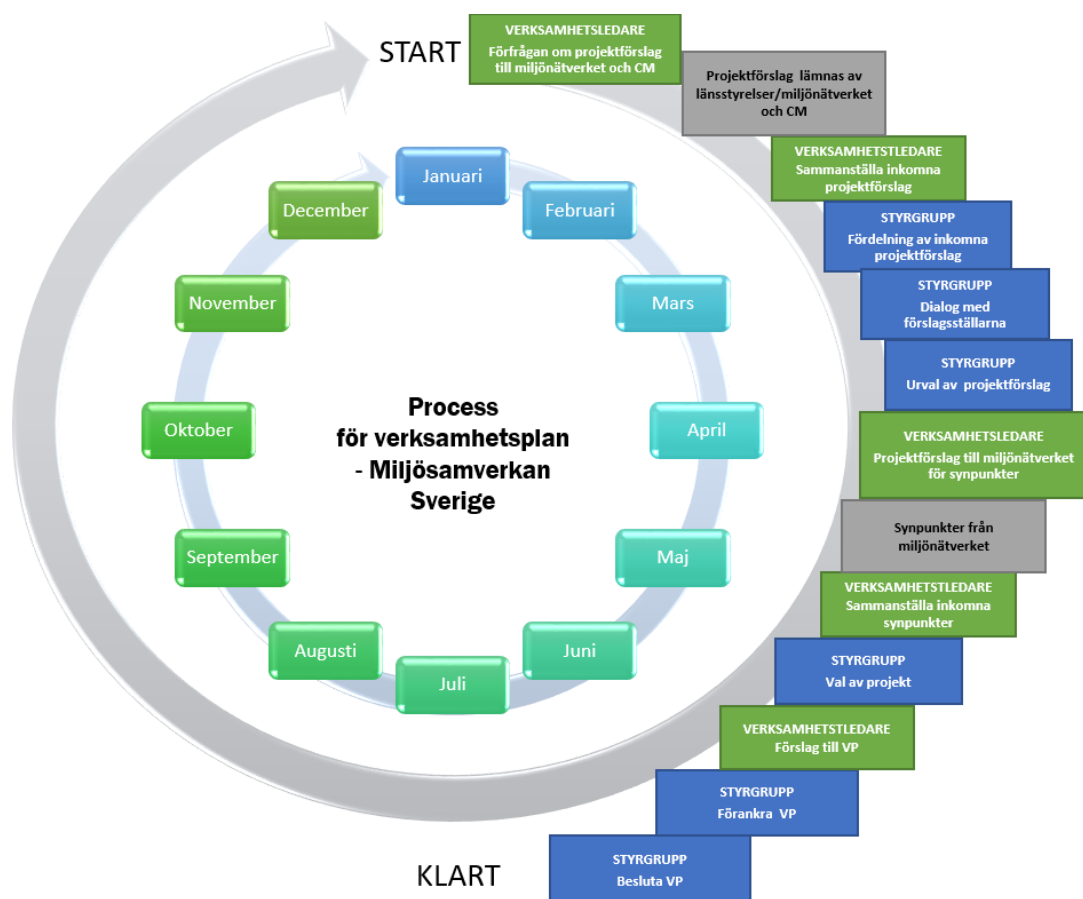 START
VERKSAMHETSLEDARE
Förfrågan om projektförslag
till miljönätverket och CM
Projektförslag lämnas av
länsstyrelser/miljönätverket
och CM
VERKSAMHETSTLEDARE
Sammanställa inkomna
projektförslag
STYRGRUPP
Fördelning av inkomna
projektförslag
STYRGRUPP
Dialog med
förslagsställarna
STYRGRUPP
Urval av projektförslag
VERKSAMHETSLEDARE
Projektförslag till miljönätverket
för synpunkter
Synpunkter från
miljönätverket
VERKSAMHETSTLEDARE
Sammanställa inkomna
synpunkter
STYRGRUPP
Val av projekt
VERKSAMHETSTLEDARE
Förslag till VP
STYRGRUPP
Förankra VP
STYRGRUPP
Besluta VP
KLART
Januari
Februari
Mars
April
Maj
Juni
Juli
Augusti
September
Oktober
November
December
Process
för verksamhetsplan
- Miljösamverkan
Sverige